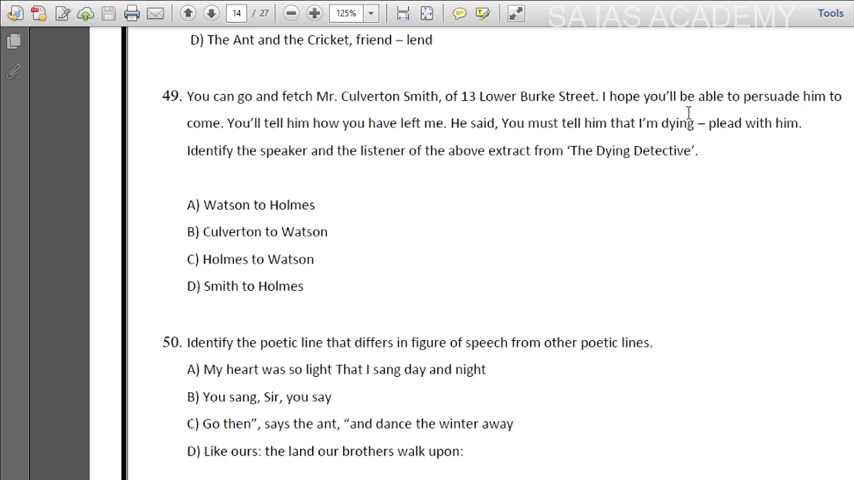 SA IAS ACADEMY
14 / 27
125%
Tools
D) The Ant and the Cricket, friend – lend
49. You can go and fetch Mr. Culverton Smith, of 13 Lower Burke Street. I hope you'll be able to persuade him to
come. You'll tell him how you have left me. He said, You must tell him that I'm dying – plead with him.
Identify the speaker and the listener of the above extract from ‘The Dying Detective’.
A) Watson to Holmes
B) Culverton to Watson
C) Holmes to Watson
D) Smith to Holmes
50. Identify the poetic line that differs in figure of speech from other poetic lines.
A) My heart was so light That I sang day and night
B) You sang, Sir, you say
C) Go then”, says the ant, “and dance the winter away
D) Like ours: the land our brothers walk upon: